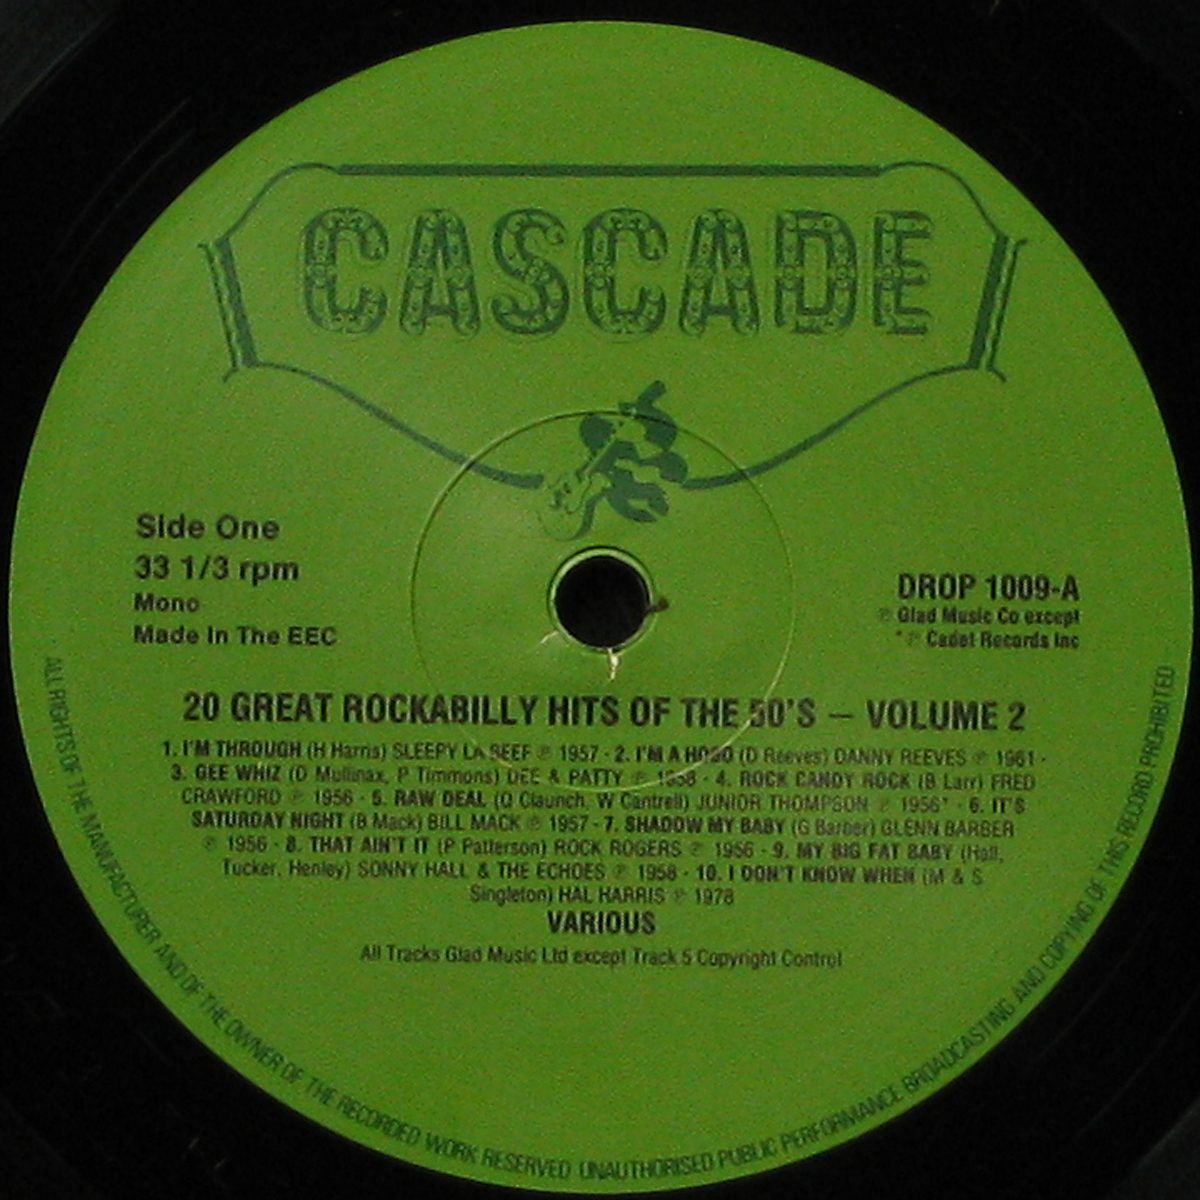 CASCADE
Side One
33 1/3 rpm
Mono
Made In The EEC
DROP 1009-A
℗ Glad Music Co except
* ℗ Cadet Records Inc
20 GREAT ROCKABILLY HITS OF THE 50'S — VOLUME 2
1. I'M THROUGH (H Harris) SLEEPY LA BEEF ℗ 1957 · 2. I'M A HOBO (D Reeves) DANNY REEVES ℗ 1961 ·
3. GEE WHIZ (D Mullinax, P Timmons) DEE & PATTY ℗ 1958 · 4. ROCK CANDY ROCK (B Larr) FRED
CRAWFORD ℗ 1956 · 5. RAW DEAL (Q Claunch, W Cantrell) JUNIOR THOMPSON ℗ 1956* · 6. IT'S
SATURDAY NIGHT (B Mack) BILL MACK ℗ 1957 · 7. SHADOW MY BABY (G Barber) GLENN BARBER
℗ 1956 · 8. THAT AIN'T IT (P Patterson) ROCK ROGERS ℗ 1956 · 9. MY BIG FAT BABY (Hall,
Tucker, Henley) SONNY HALL & THE ECHOES ℗ 1958 · 10. I DON'T KNOW WHEN (M & S
Singleton) HAL HARRIS ℗ 1978
VARIOUS
All Tracks Glad Music Ltd except Track 5 Copyright Control
ALL RIGHTS OF THE MANUFACTURER AND OF THE OWNER OF THE RECORDED WORK RESERVED UNAUTHORISED PUBLIC PERFORMANCE BROADCASTING AND COPYING OF THIS RECORD PROHIBITED